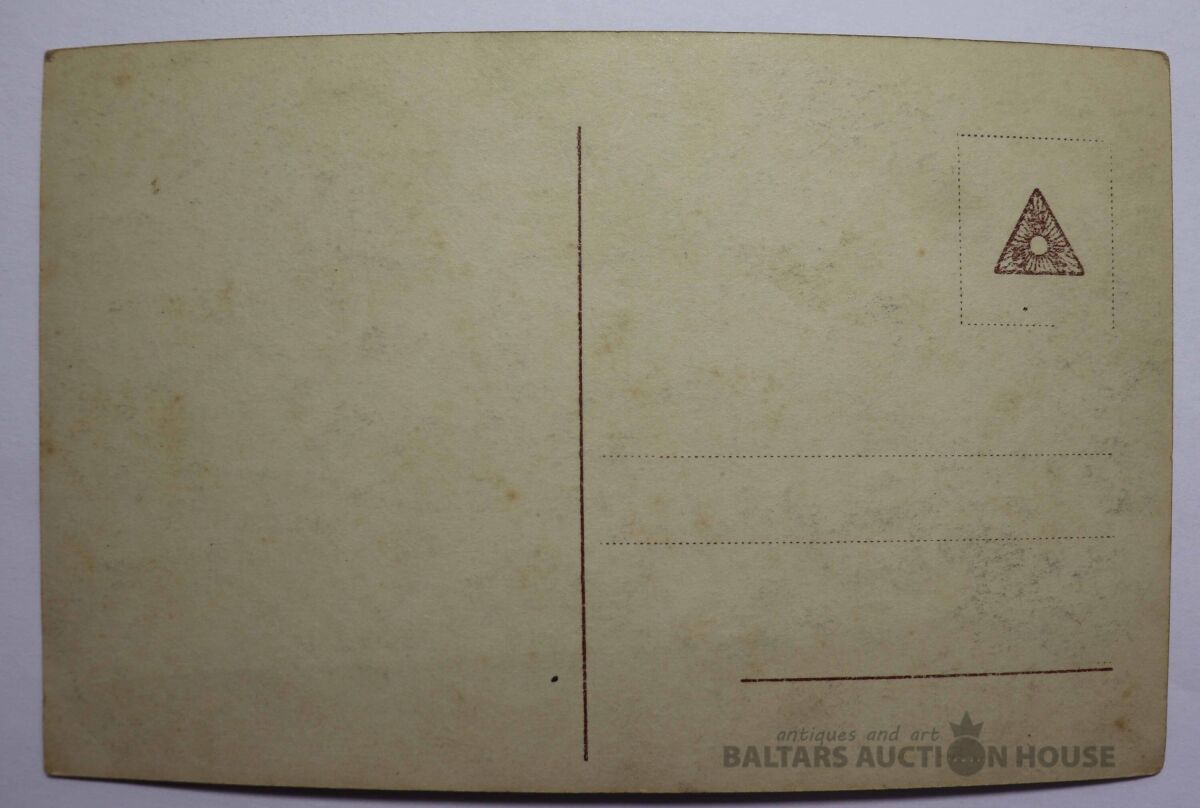 antiques and art
BALTARS AUCTION HOUSE